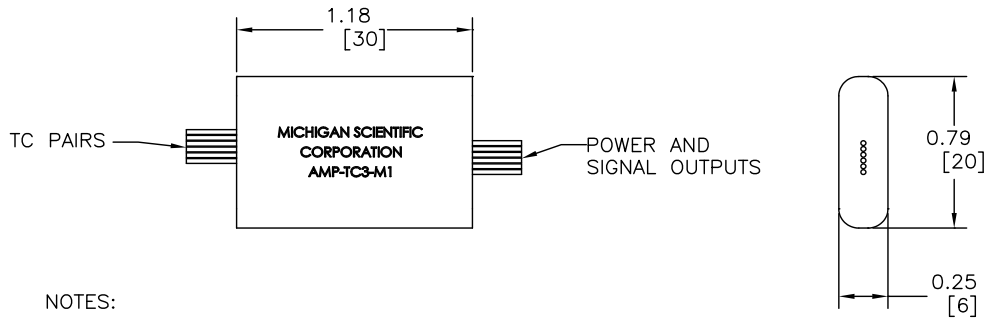 1.18
[30]
TC PAIRS
MICHIGAN SCIENTIFIC
CORPORATION
AMP-TC3-M1
POWER AND
SIGNAL OUTPUTS
0.79
[20]
0.25
[6]
NOTES: